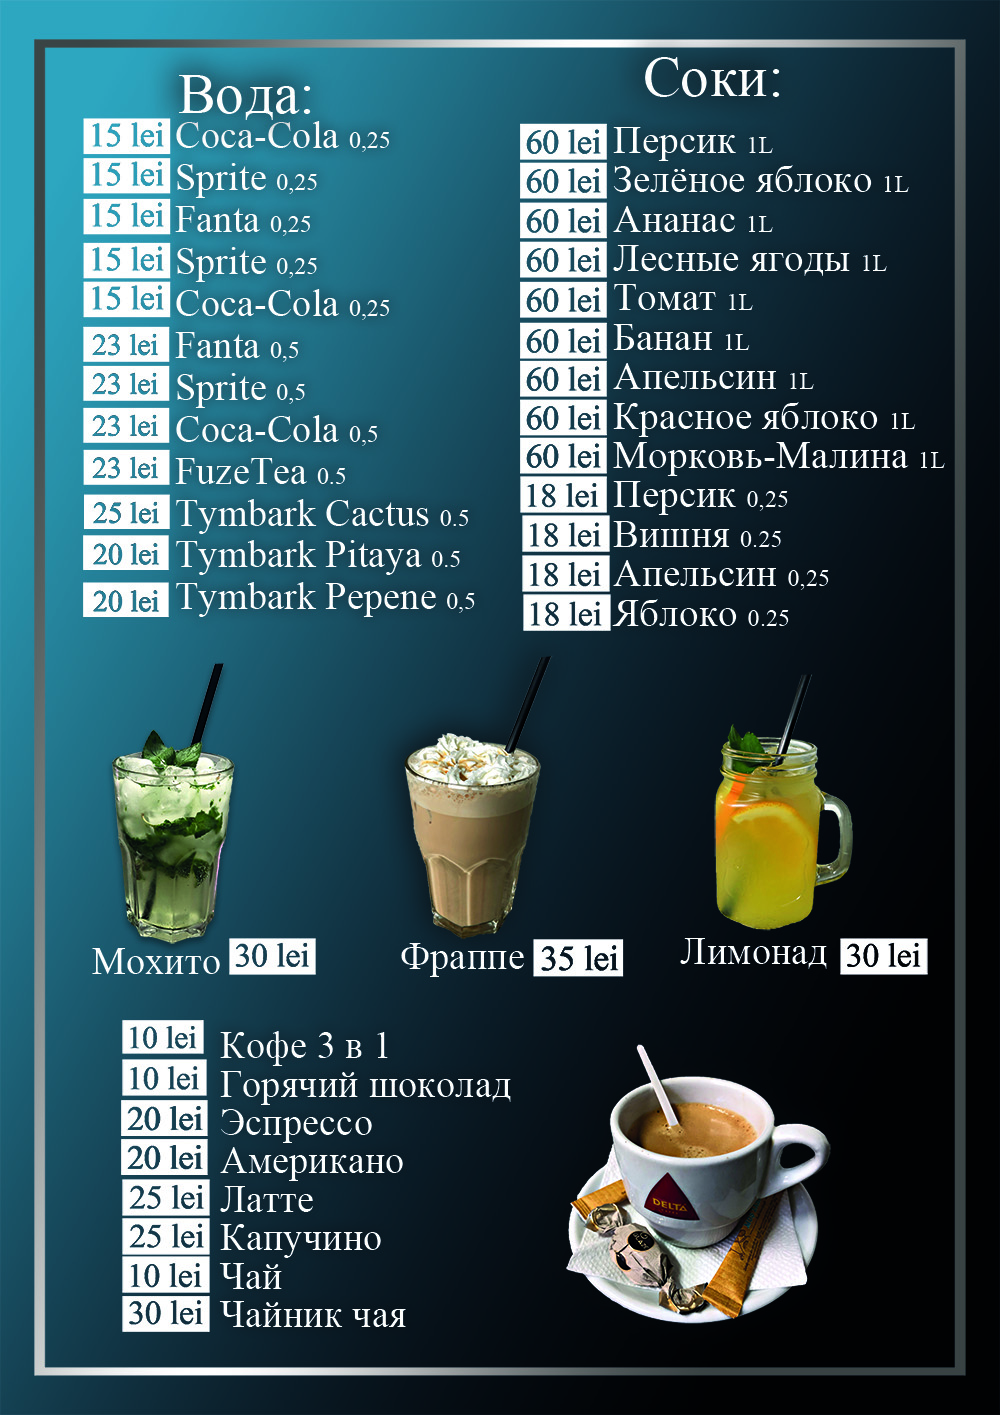 Вода:
15 lei Coca-Cola 0,25
15 lei Sprite 0,25
15 lei Fanta 0,25
15 lei Sprite 0,25
15 lei Coca-Cola 0,25
23 lei Fanta 0,5
23 lei Sprite 0,5
23 lei Coca-Cola 0,5
23 lei FuzeTea 0.5
25 lei Tymbark Cactus 0.5
20 lei Tymbark Pitaya 0.5
20 lei Tymbark Pepene 0,5
Соки:
60 lei Персик 1L
60 lei Зелёное яблоко 1L
60 lei Ананас 1L
60 lei Лесные ягоды 1L
60 lei Томат 1L
60 lei Банан 1L
60 lei Апельсин 1L
60 lei Красное яблоко 1L
60 lei Морковь-Малина 1L
18 lei Персик 0,25
18 lei Вишня 0.25
18 lei Апельсин 0,25
18 lei Яблоко 0.25
Мохито 30 lei
Фраппе 35 lei
Лимонад 30 lei
10 lei Кофе 3 в 1
10 lei Горячий шоколад
20 lei Эспрессо
20 lei Американо
25 lei Латте
25 lei Капучино
10 lei Чай
30 lei Чайник чая
DELTA